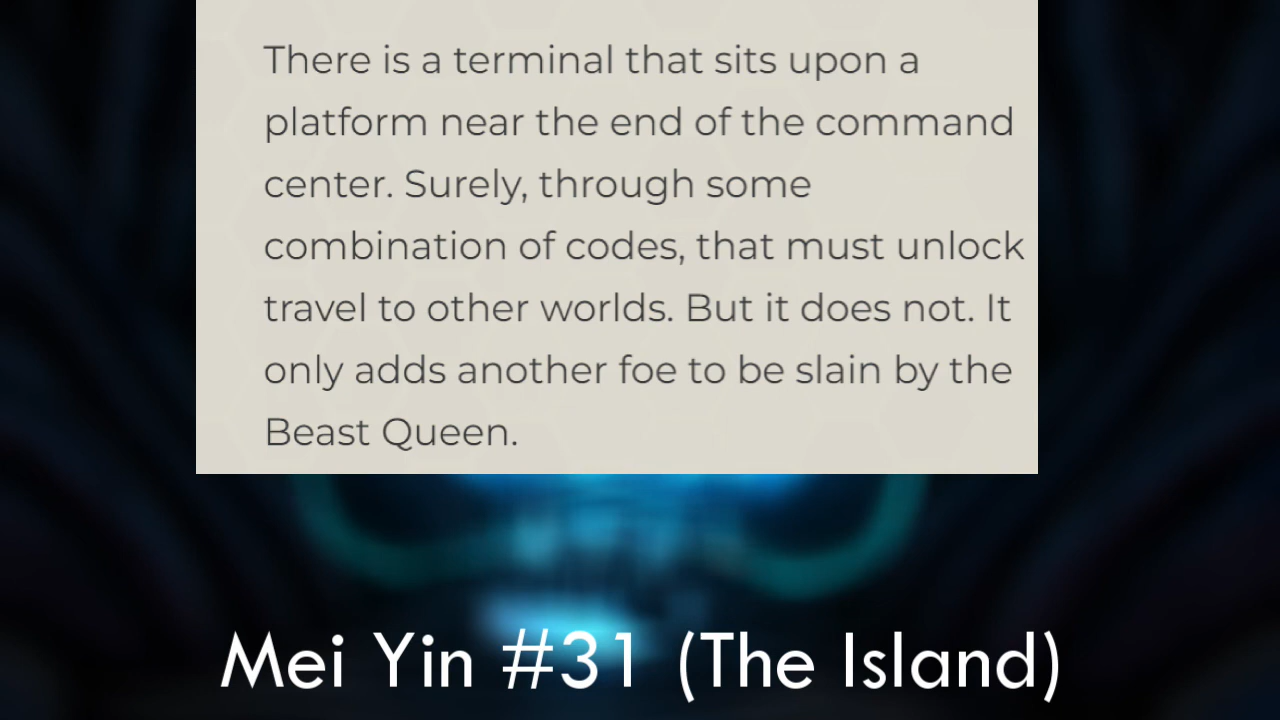 There is a terminal that sits upon a
platform near the end of the command
center. Surely, through some
combination of codes, that must unlock
travel to other worlds. But it does not. It
only adds another foe to be slain by the
Beast Queen.
Mei Yin #31 (The Island)